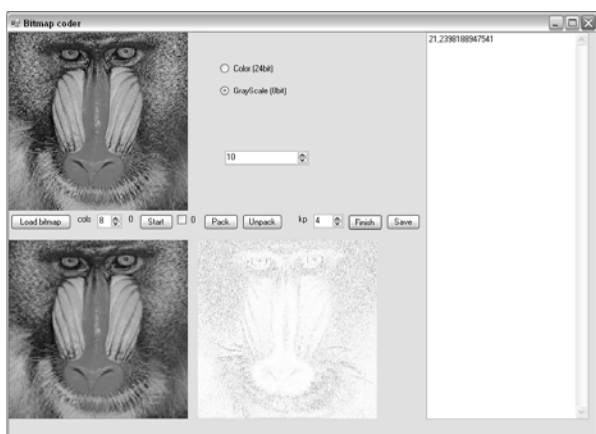 Bitmap coder
21,2398188947541
Color (24bit)
GrayScale (8bit)
10
Load bitmap cols 8 0 Start 0 Pack Unpack kp 4 Finish Save